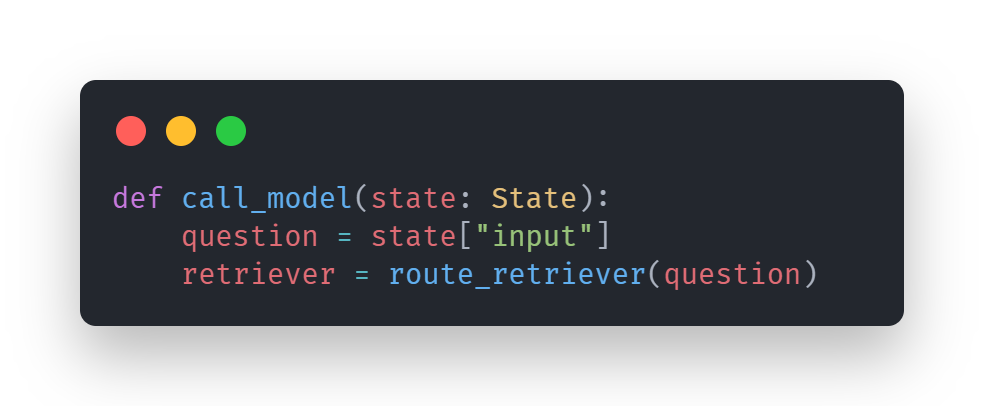 def call_model(state: State):
    question = state["input"]
    retriever = route_retriever(question)